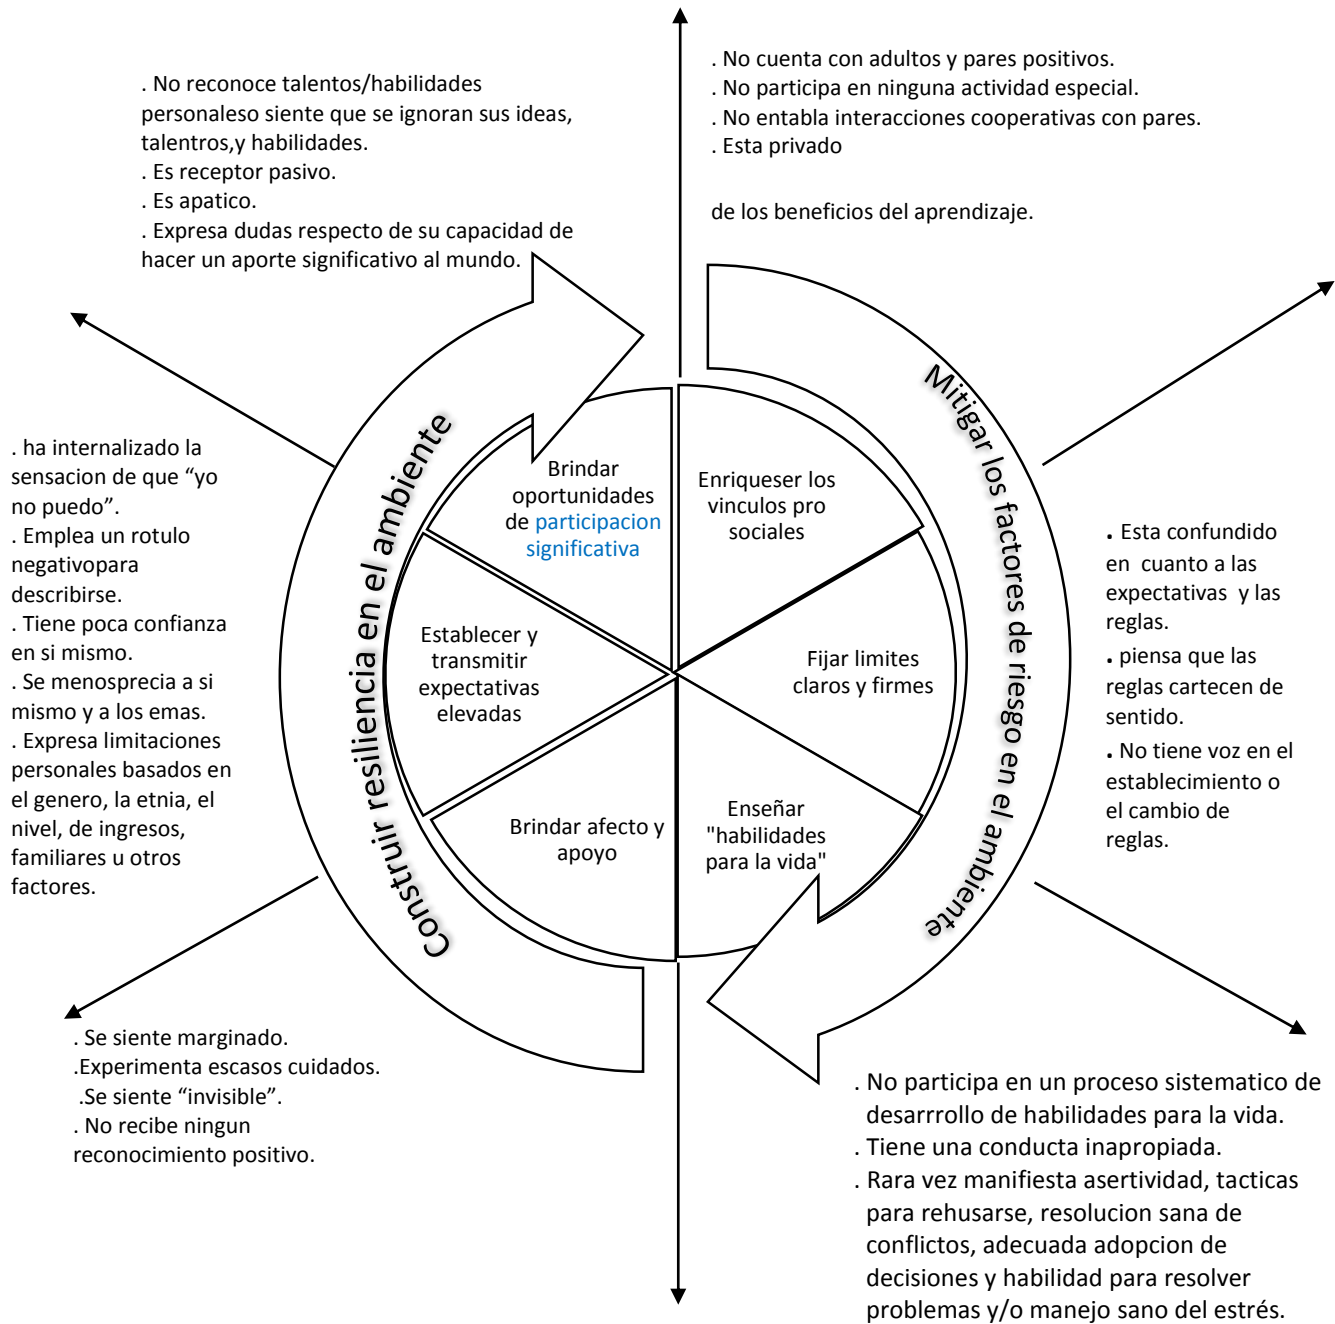 . No reconoce talentos/habilidades
personaleso siente que se ignoran sus ideas,
talentros,y habilidades.
. Es receptor pasivo.
. Es apatico.
. Expresa dudas respecto de su capacidad de
hacer un aporte significativo al mundo.
. No cuenta con adultos y pares positivos.
. No participa en ninguna actividad especial.
. No entabla interacciones cooperativas con pares.
. Esta privado
de los beneficios del aprendizaje.
Construir resiliencia en el ambiente
Mitigar los factores de riesgo en el ambiente
Brindar
oportunidades
de participacion
significativa
Enriqueser los
vinculos pro
sociales
Establecer y
transmitir
expectativas
elevadas
Fijar limites
claros y firmes
Brindar afecto y
apoyo
Enseñar
"habilidades
para la vida"
. ha internalizado la
sensacion de que “yo
no puedo”.
. Emplea un rotulo
negativopara
describirse.
. Tiene poca confianza
en si mismo.
. Se menosprecia a si
mismo y a los emas.
. Expresa limitaciones
personales basados en
el genero, la etnia, el
nivel, de ingresos,
familiares u otros
factores.
. Esta confundido
en cuanto a las
expectativas y las
reglas.
. piensa que las
reglas cartecen de
sentido.
. No tiene voz en el
establecimiento o
el cambio de
reglas.
. Se siente marginado.
.Experimenta escasos cuidados.
.Se siente “invisible”.
. No recibe ningun
reconocimiento positivo.
. No participa en un proceso sistematico de
desarrrollo de habilidades para la vida.
. Tiene una conducta inapropiada.
. Rara vez manifiesta asertividad, tacticas
para rehusarse, resolucion sana de
conflictos, adecuada adopcion de
decisiones y habilidad para resolver
problemas y/o manejo sano del estrés.